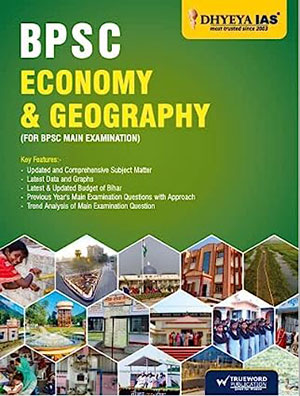 DHYEYA IAS
most trusted since 2003
BPSC
ECONOMY
& GEOGRAPHY
(FOR BPSC MAIN EXAMINATION)
Key Features:-
- Updated and Comprehensive Subject Matter
- Latest Data and Graphs
- Latest & Updated Budget of Bihar
- Previous Year's Main Examination Questions with Approach
- Trend Analysis of Main Examination Question
TRUEWORD
PUBLICATION